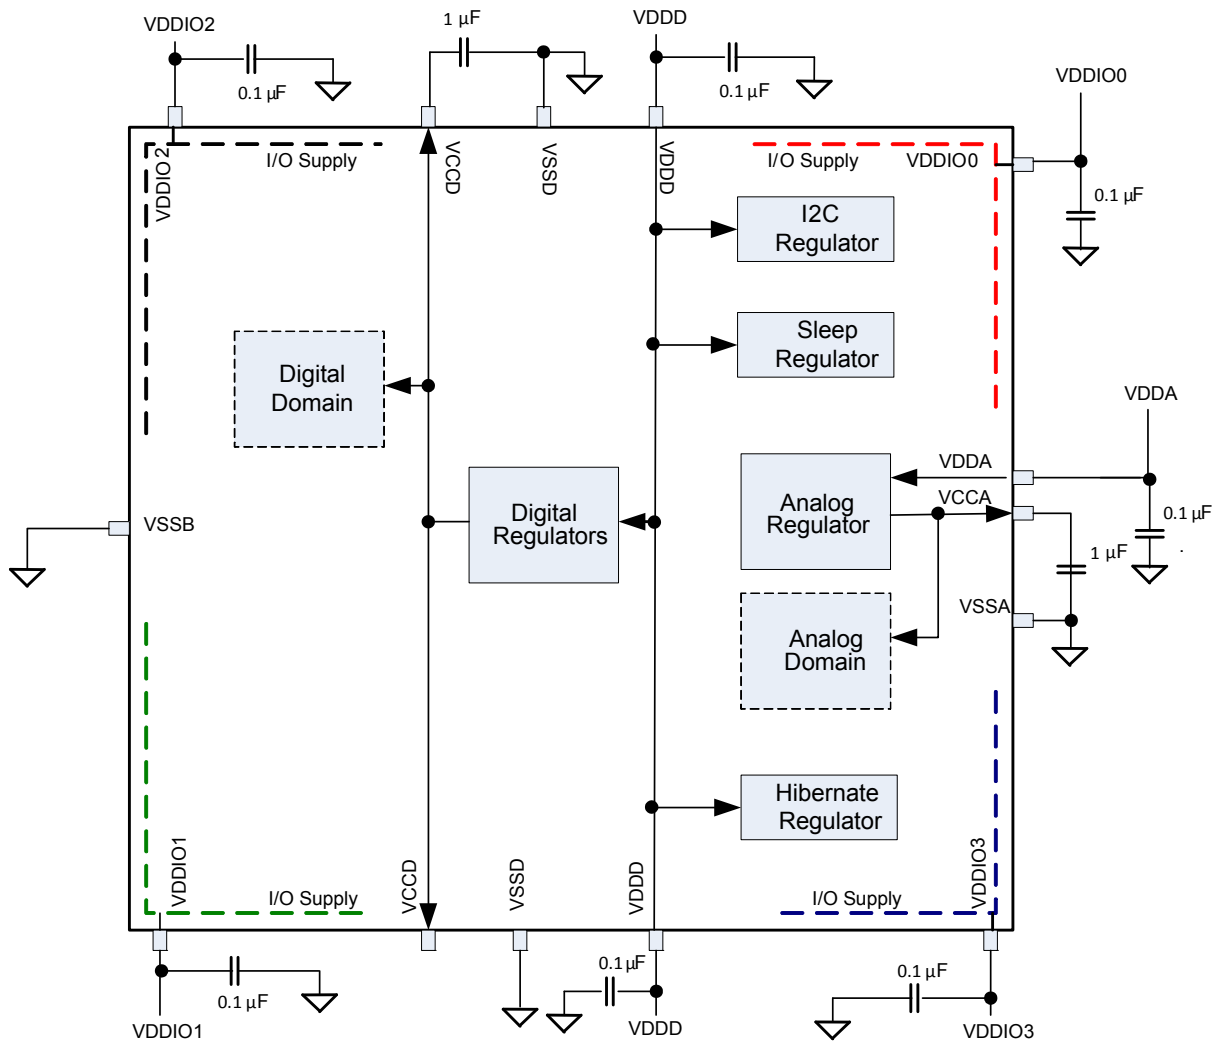 VDDIO2
1 µF
VDDD
0.1 µF
0.1 µF
VDDIO0
0.1 µF
VDDIO2
I/O Supply
VCCD
VSSD
VDDD
I/O Supply
VDDIO0
I2C
Regulator
Sleep
Regulator
Digital
Domain
VDDA
VDDA
VCCA
0.1 µF
Analog
Regulator
Digital
Regulators
VSSB
1 µF
.
VSSA
Analog
Domain
Hibernate
Regulator
VDDIO1
I/O Supply
VCCD
VSSD
VDDD
I/O Supply
VDDIO3
0.1 µF
0.1 µF
0.1 µF
VDDIO1
VDDD
VDDIO3